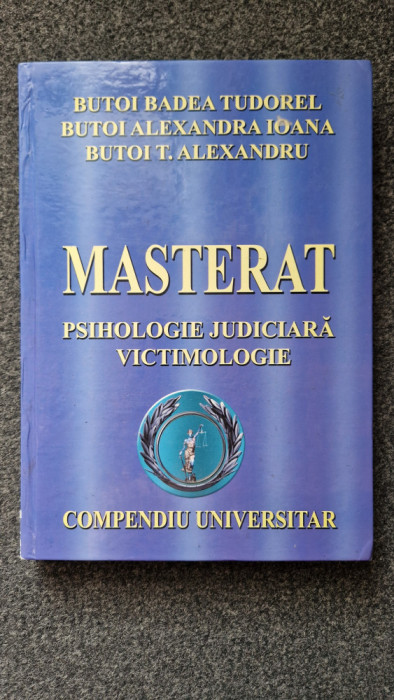 BUTOI BADEA TUDOREL
BUTOI ALEXANDRA IOANA
BUTOI T. ALEXANDRU
MASTERAT
PSIHOLOGIE JUDICIARĂ
VICTIMOLOGIE
COMPENDIU UNIVERSITAR